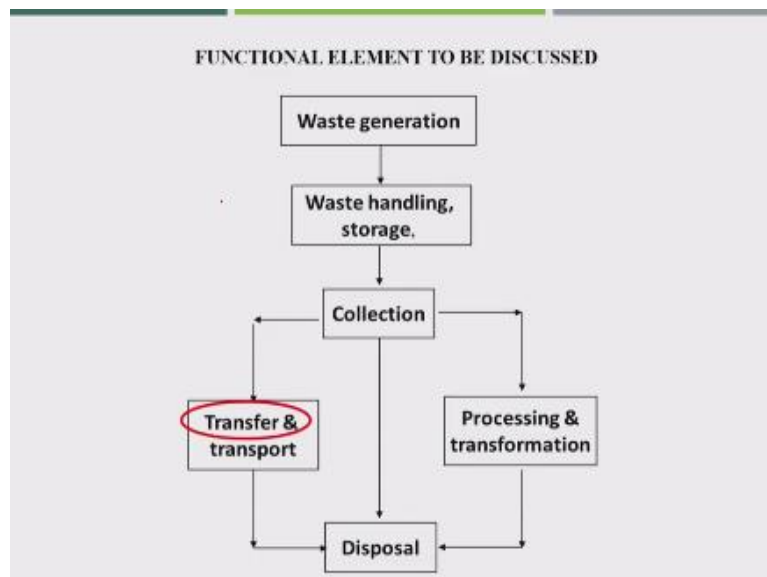 FUNCTIONAL ELEMENT TO BE DISCUSSED
Waste generation
Waste handling,
storage.
Collection
Transfer &
transport
Processing &
transformation
Disposal